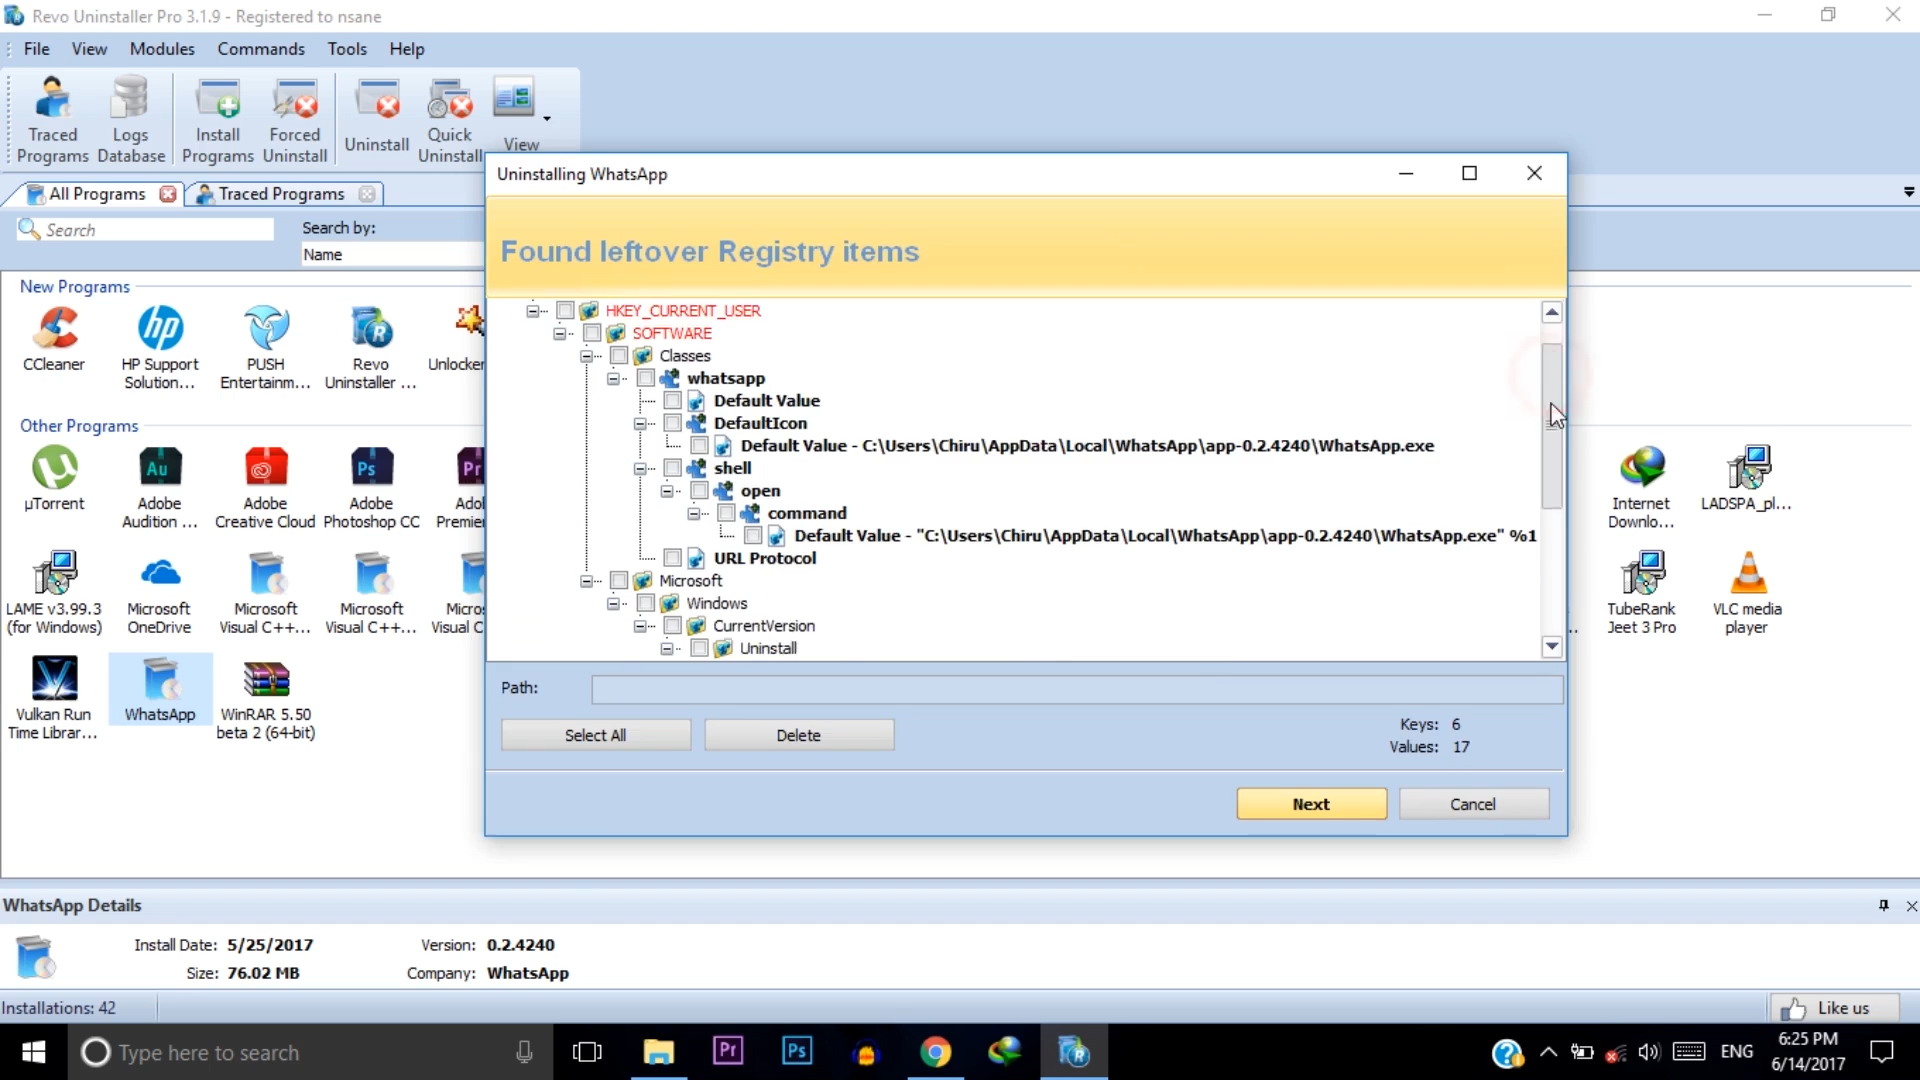 Revo Uninstaller Pro 3.1.9 - Registered to nsane
File View Modules Commands Tools Help
Traced Programs
Logs Database
Install Programs
Forced Uninstall
Uninstall
Quick Uninstall
View
All Programs
Traced Programs
Search
Search by:
Name
New Programs
CCleaner
HP Support Solution...
PUSH Entertainm...
Revo Uninstaller ...
Unlocker
Other Programs
µTorrent
Adobe Audition ...
Adobe Creative Cloud
Adobe Photoshop CC
Internet Downlo...
LADSPA_pl...
LAME v3.99.3 (for Windows)
Microsoft OneDrive
Microsoft Visual C++...
Microsoft Visual C++...
TubeRank Jeet 3 Pro
VLC media player
Vulkan Run Time Librar...
WhatsApp
WinRAR 5.50 beta 2 (64-bit)
Uninstalling WhatsApp
Found leftover Registry items
HKEY_CURRENT_USER
SOFTWARE
Classes
whatsapp
Default Value
DefaultIcon
Default Value - C:\Users\Chiru\AppData\Local\WhatsApp\app-0.2.4240\WhatsApp.exe
shell
open
command
Default Value - "C:\Users\Chiru\AppData\Local\WhatsApp\app-0.2.4240\WhatsApp.exe" %1
URL Protocol
Microsoft
Windows
CurrentVersion
Uninstall
Path:
Select All
Delete
Keys: 6
Values: 17
Next
Cancel
WhatsApp Details
Install Date: 5/25/2017
Version: 0.2.4240
Size: 76.02 MB
Company: WhatsApp
Installations: 42
Like us
Type here to search
Pr
Ps
ENG
6:25 PM
6/14/2017